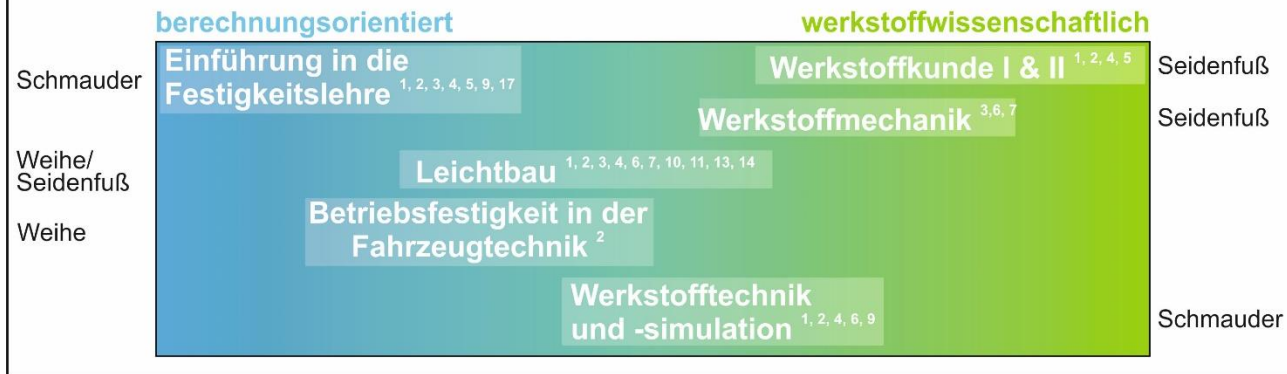 berechnungsorientiert werkstoffwissenschaftlich
Schmauder
Einführung in die
Festigkeitslehre 1, 2, 3, 4, 5, 9, 17
Werkstoffkunde I & II 1, 2, 4, 5
Seidenfuß
Werkstoffmechanik 3,6, 7
Seidenfuß
Weihe/
Seidenfuß
Leichtbau 1, 2, 3, 4, 6, 7, 10, 11, 13, 14
Weihe
Betriebsfestigkeit in der
Fahrzeugtechnik 2
Werkstofftechnik
und -simulation 1, 2, 4, 6, 9
Schmauder